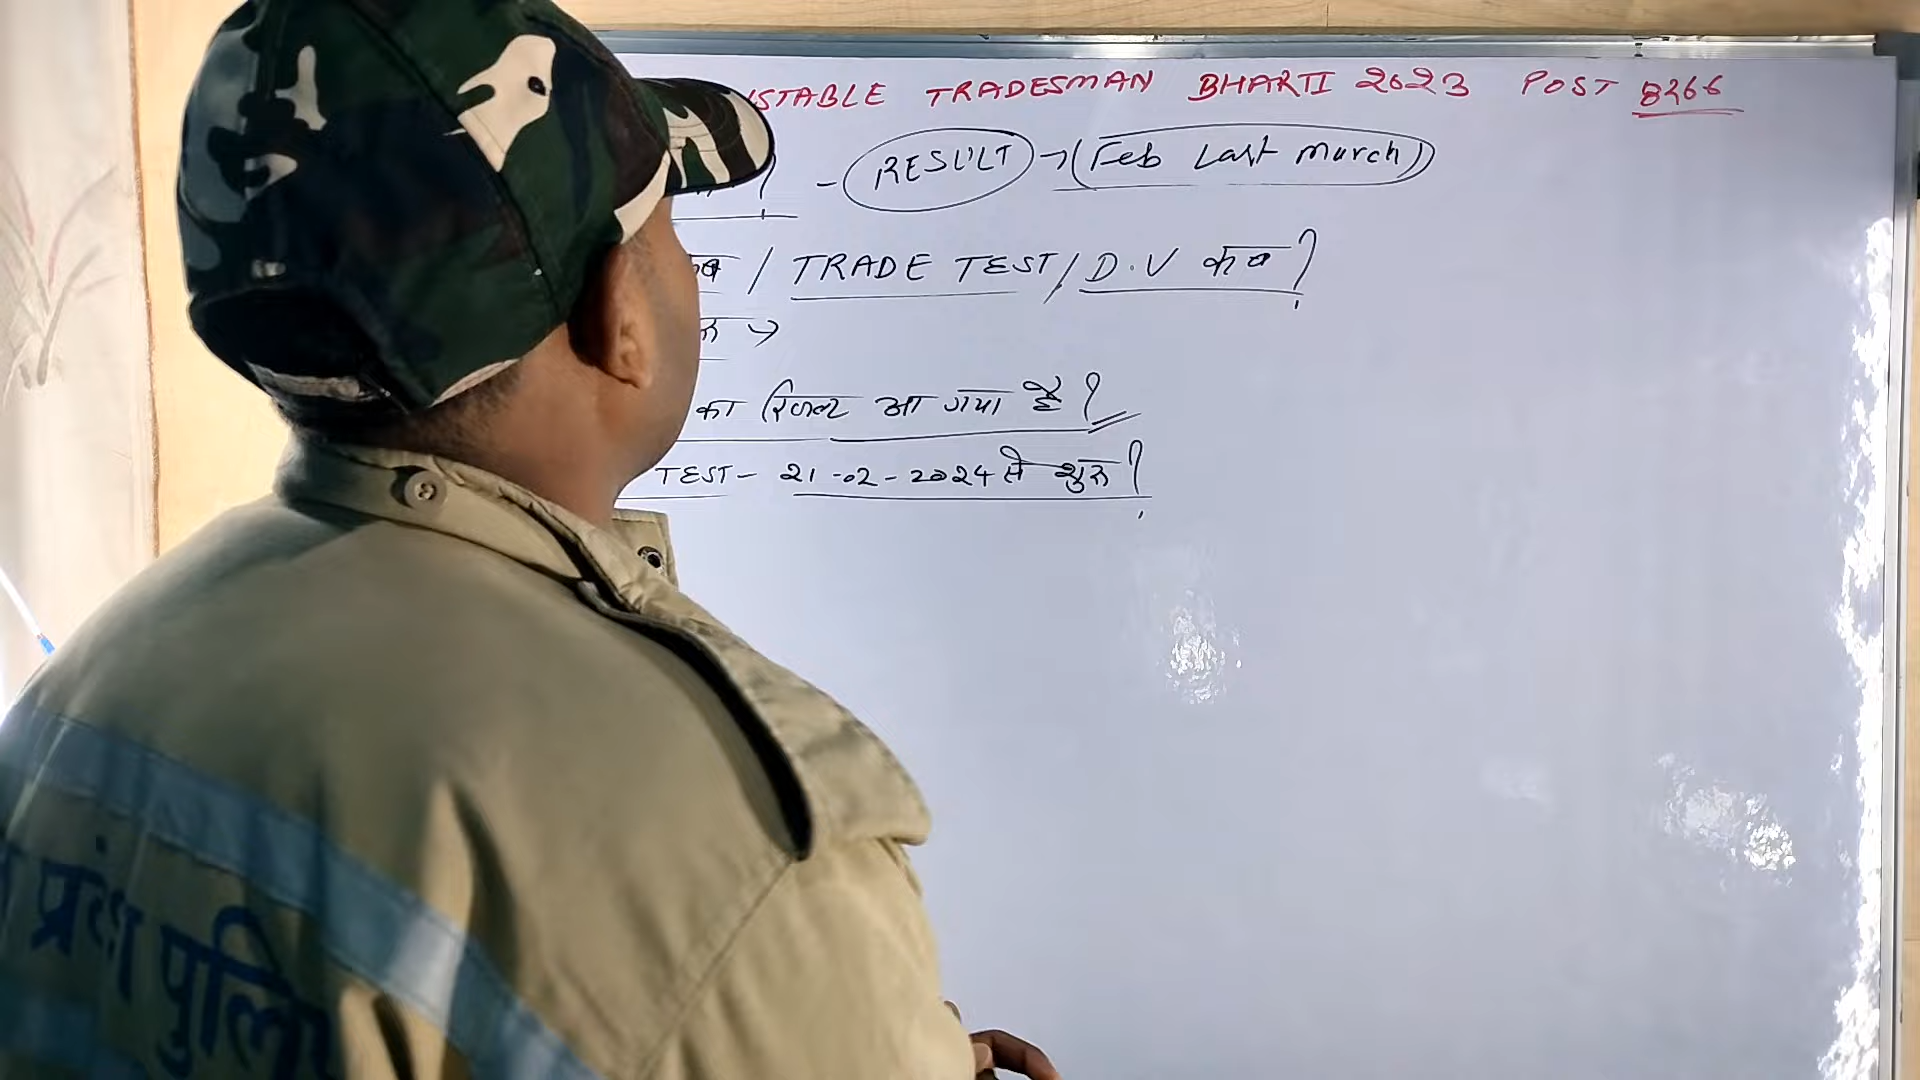 STABLE TRADESMAN BHARTI 2023 POST 8266
? - RESULT → (Feb Last march)
/ TRADE TEST / D.V कब?
→
का रिजल्ट आ गया है?
TEST - 21-02-2024 से शुरू?
प्रदेश पुलिस